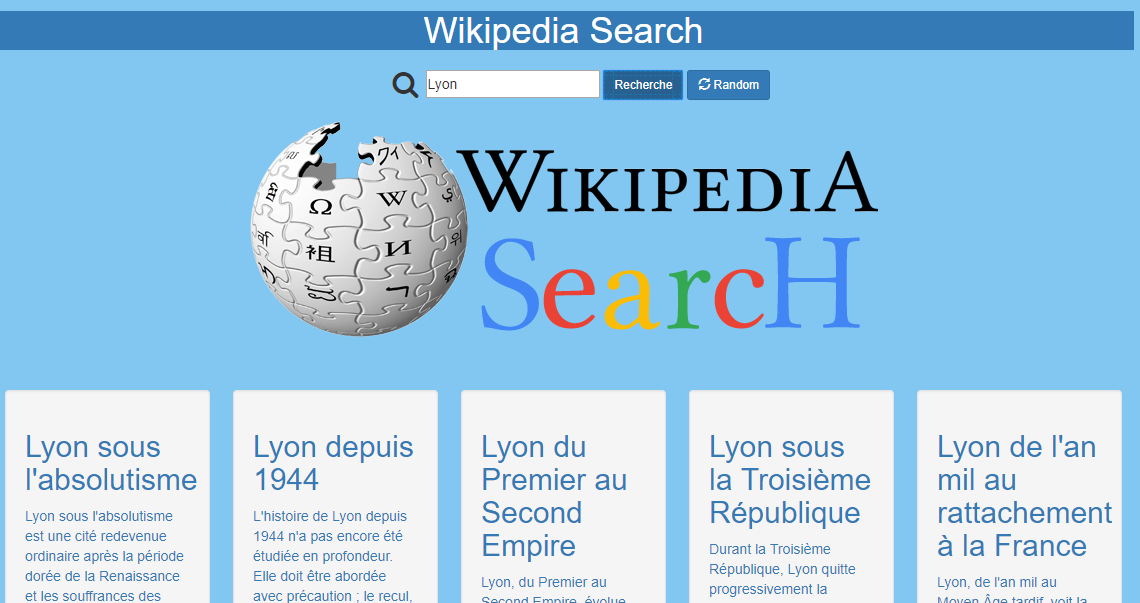 Wikipedia Search
Lyon
Recherche
Random
WIKIPEDIA
SearcH
Ω
W
祖
И
ワィ
Lyon sous
l'absolutisme
Lyon sous l'absolutisme
est une cité redevenue
ordinaire après la période
dorée de la Renaissance
et les souffrances des
Lyon depuis
1944
L'histoire de Lyon depuis
1944 n'a pas encore été
étudiée en profondeur.
Elle doit être abordée
avec précaution ; le recul,
Lyon du
Premier au
Second
Empire
Lyon, du Premier au
Second Empire, évolue
Lyon sous
la Troisième
République
Durant la Troisième
République, Lyon quitte
progressivement la
Lyon de l'an
mil au
rattachement
à la France
Lyon, de l'an mil au
Moyen Âge tardif, voit la